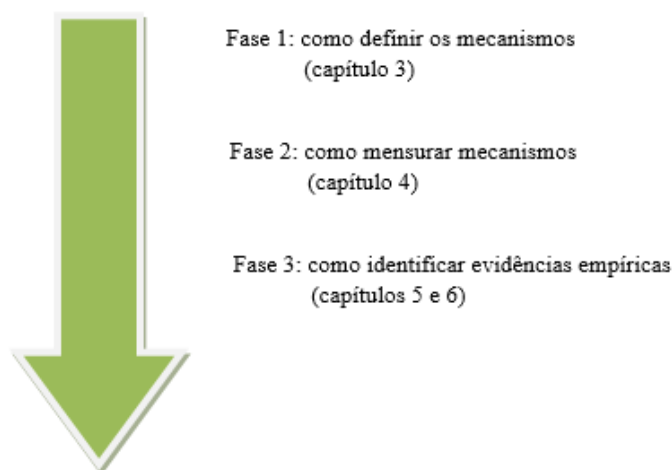 Fase 1: como definir os mecanismos
(capítulo 3)
Fase 2: como mensurar mecanismos
(capítulo 4)
Fase 3: como identificar evidências empíricas
(capítulos 5 e 6)